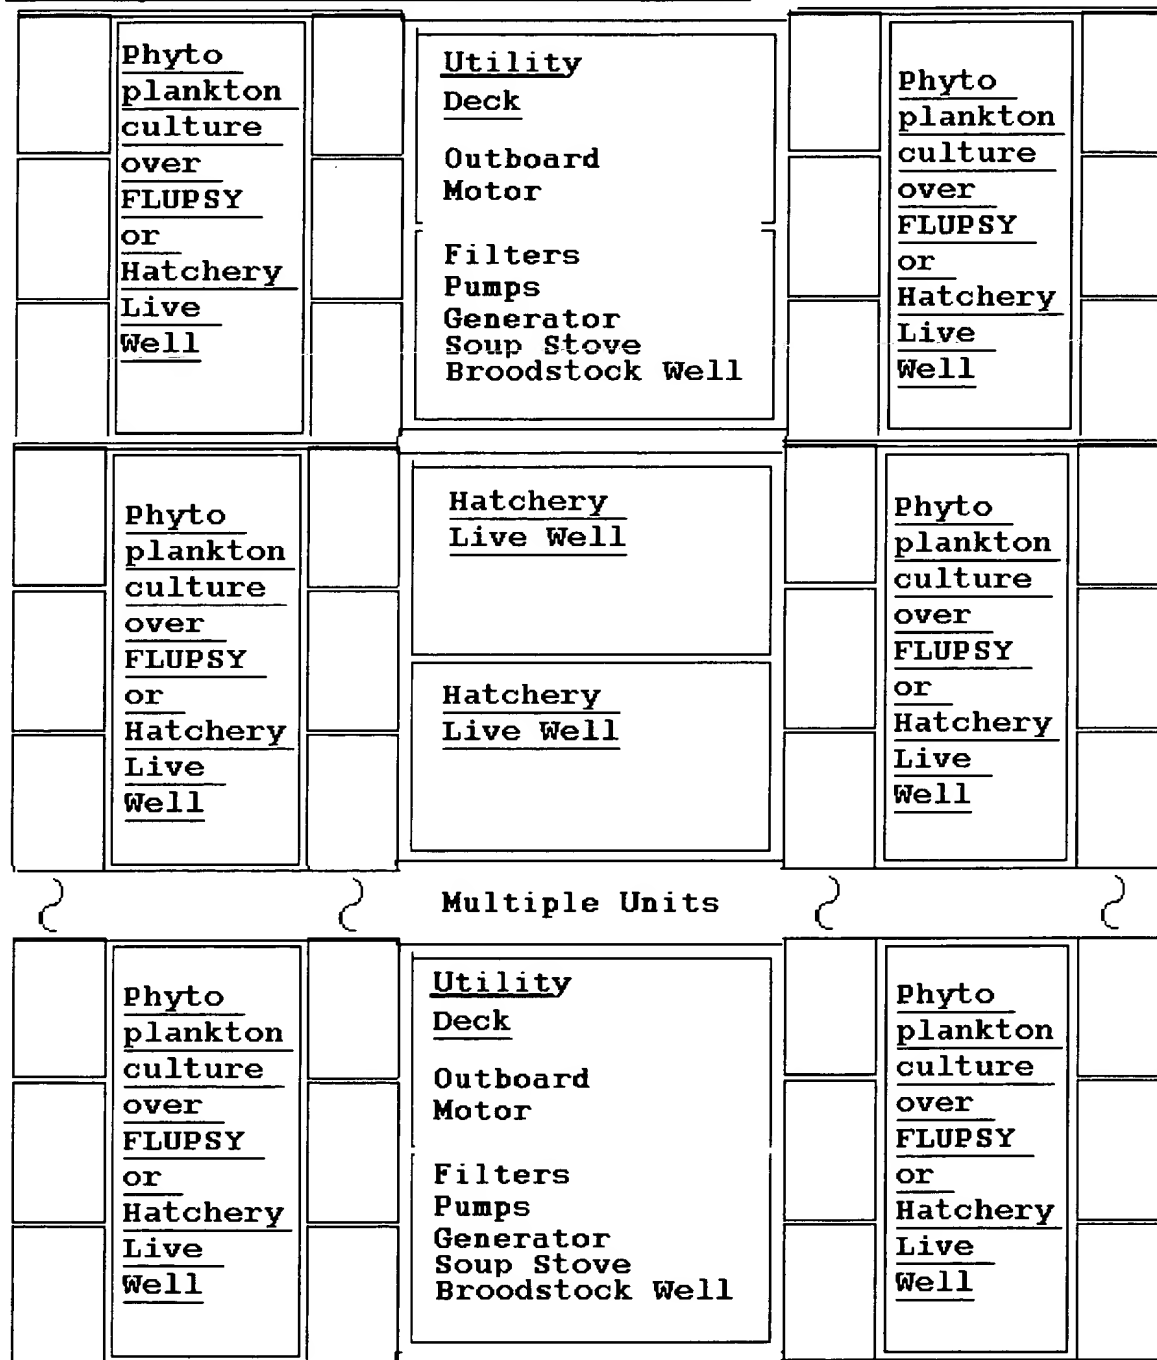 Phyto
plankton
culture
over
FLUPSY
or
Hatchery
Live
Well
Utility
Deck
Outboard
Motor
Filters
Pumps
Generator
Soup Stove
Broodstock Well
Phyto
plankton
culture
over
FLUPSY
or
Hatchery
Live
Well
Phyto
plankton
culture
over
FLUPSY
or
Hatchery
Live
Well
Hatchery
Live Well
Hatchery
Live Well
Phyto
plankton
culture
over
FLUPSY
or
Hatchery
Live
Well
Multiple Units
Phyto
plankton
culture
over
FLUPSY
or
Hatchery
Live
Well
Utility
Deck
Outboard
Motor
Filters
Pumps
Generator
Soup Stove
Broodstock Well
Phyto
plankton
culture
over
FLUPSY
or
Hatchery
Live
Well